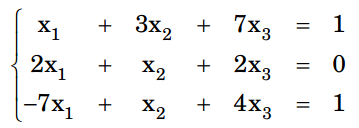 x₁ + 3x₂ + 7x₃ = 1
2x₁ + x₂ + 2x₃ = 0
−7x₁ + x₂ + 4x₃ = 1